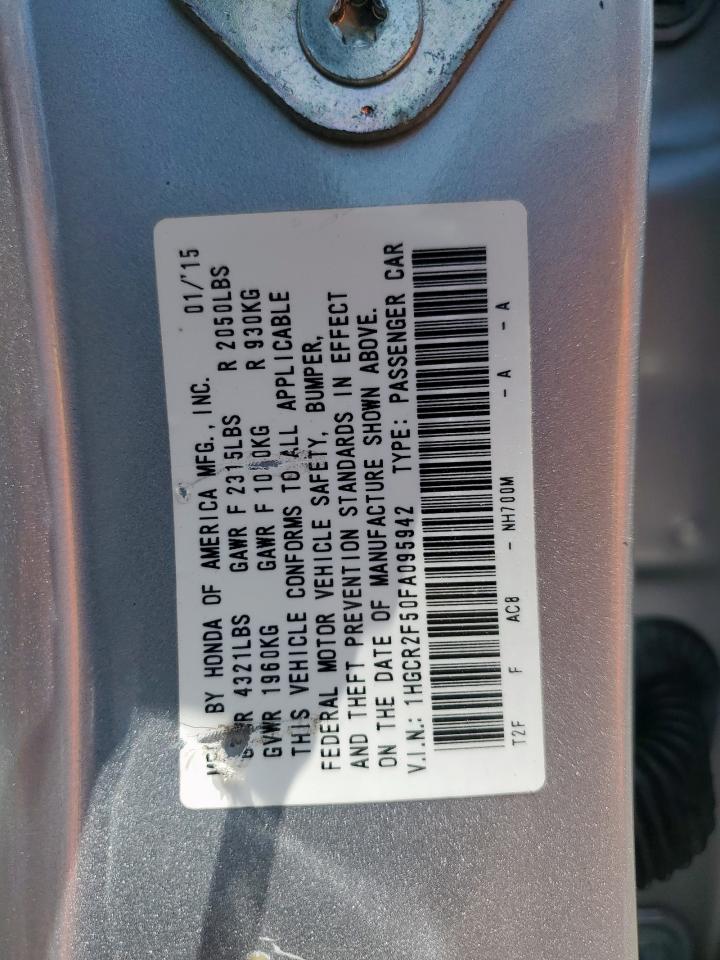 BY HONDA OF AMERICA MFG., INC. 01/'15
4321LBS GAWR F 2315LBS R 2050LBS
GVWR 1960KG GAWR F R 930KG
THIS VEHICLE CONFORMS TO ALL APPLICABLE
FEDERAL MOTOR VEHICLE SAFETY, BUMPER,
AND THEFT PREVENTION STANDARDS IN EFFECT
ON THE DATE OF MANUFACTURE SHOWN ABOVE.
V.I.N.: 1HGCR2F50FA095942 TYPE: PASSENGER CAR
T2F F AC8 - NH700M - A - A